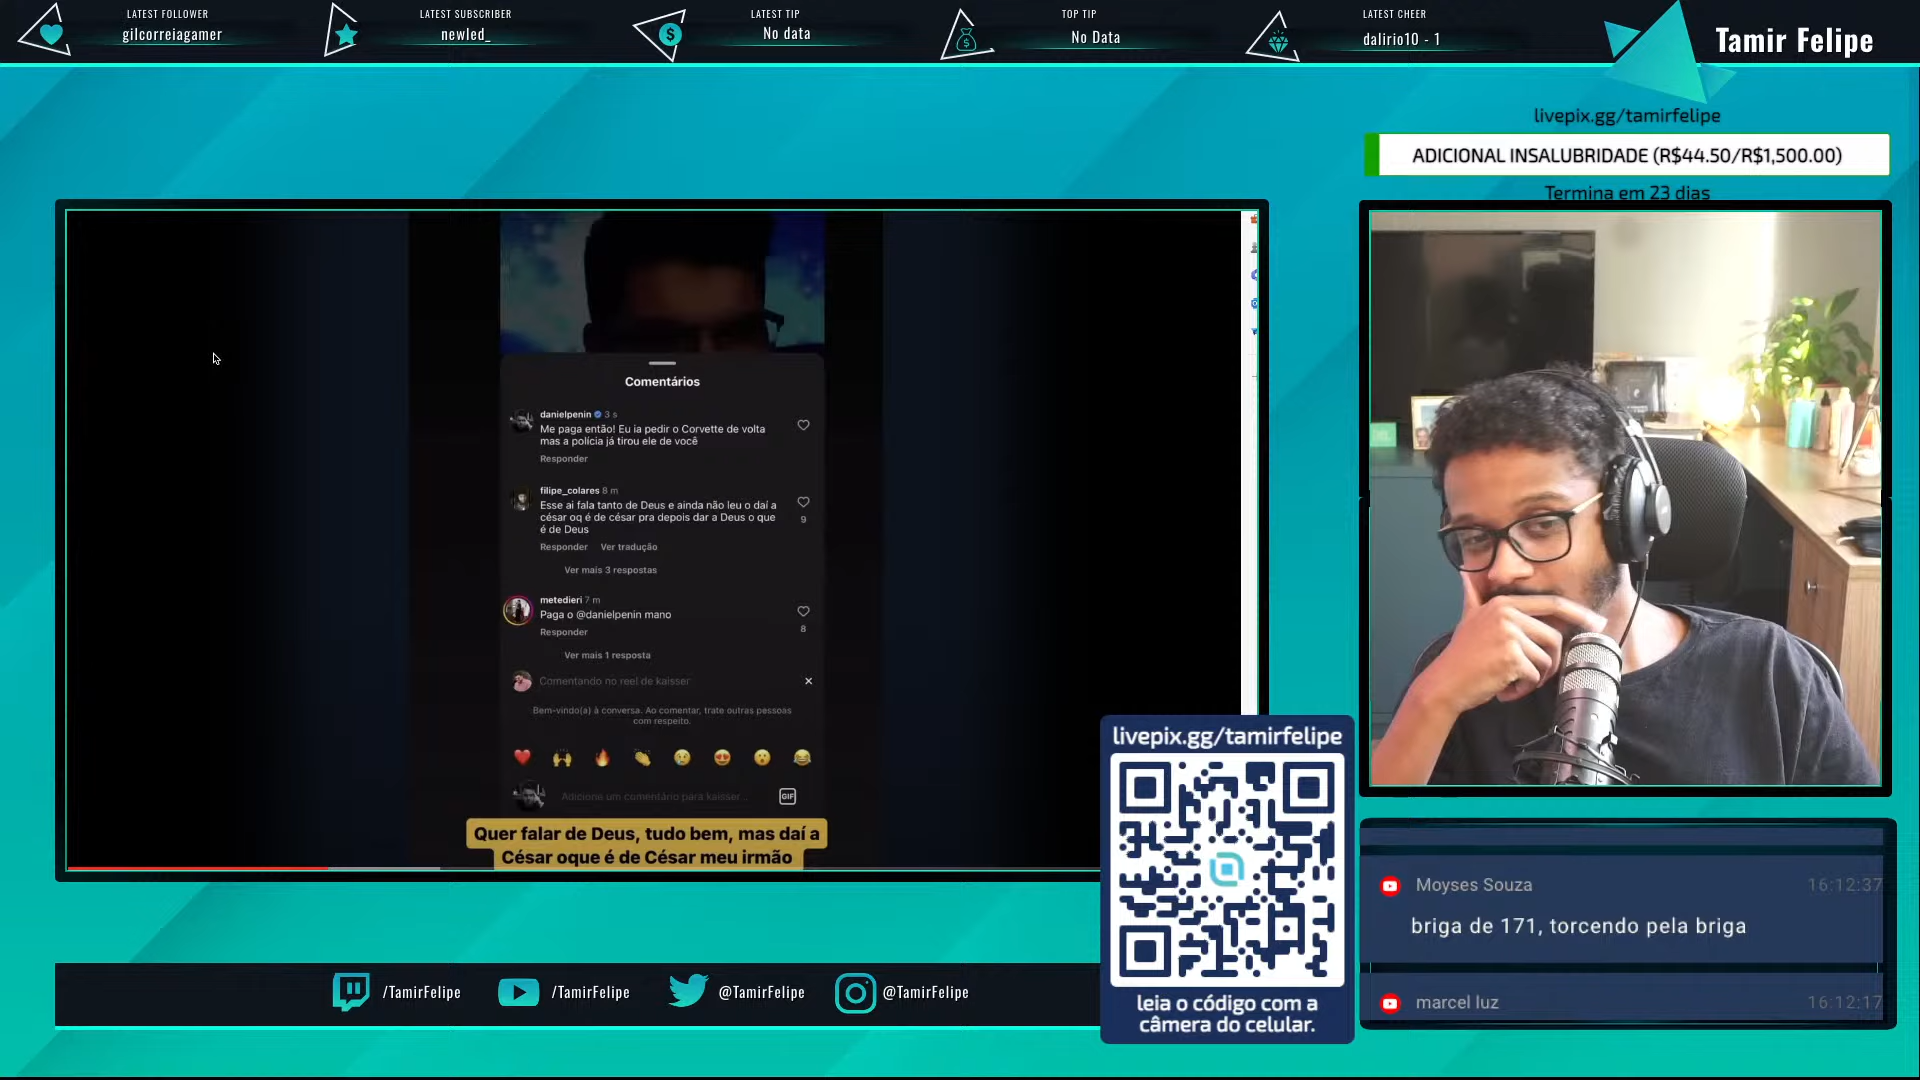 LATEST FOLLOWER
gilcorreiagamer
LATEST SUBSCRIBER
newled_
LATEST TIP
No data
TOP TIP
No Data
LATEST CHEER
dalirio10 - 1
Tamir Felipe
livepix.gg/tamirfelipe
ADICIONAL INSALUBRIDADE (R$44.50/R$1,500.00)
Termina em 23 dias
Comentários
danielpenin 3 s
Me paga então! Eu ia pedir o Corvette de volta
mas a polícia já tirou ele de você
Responder
filipe_colares 8 m
Esse ai fala tanto de Deus e ainda não leu o daí a
césar oq é de césar pra depois dar a Deus o que
é de Deus
9
Responder Ver tradução
Ver mais 3 respostas
metedieri 7 m
Paga o @danielpenin mano
8
Responder
Ver mais 1 resposta
Comentando no reel de kaisser
Bem-vindo(a) à conversa. Ao comentar, trate outras pessoas
com respeito.
Adicione um comentário para kaisser...
GIF
Quer falar de Deus, tudo bem, mas daí a
César oque é de César meu irmão
livepix.gg/tamirfelipe
leia o código com a
câmera do celular.
Moyses Souza 16:12:37
briga de 171, torcendo pela briga
marcel luz 16:12:17
/TamirFelipe
/TamirFelipe
@TamirFelipe
@TamirFelipe